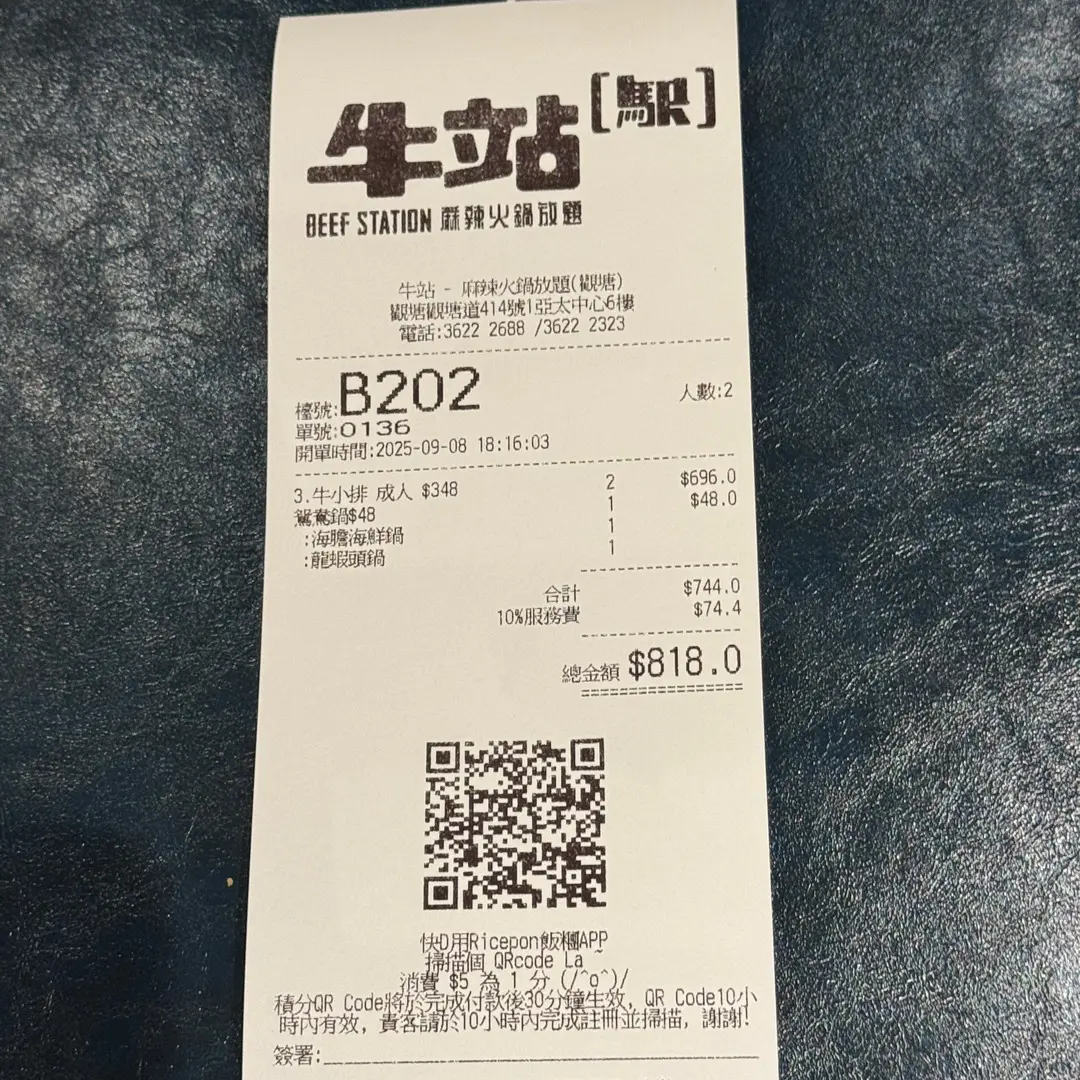 牛站[駅]
BEEF STATION 麻辣火鍋放題
牛站 - 麻辣火鍋放題(觀塘)
觀塘觀塘道414號1亞太中心6樓
電話:3622 2688 /3622 2323
檯號:B202 人數:2
單號:0136
開單時間:2025-09-08 18:16:03
3.牛小排 成人 $348 2 $696.0
鴛鴦鍋$48 1 $48.0
:海膽海鮮鍋 1
:龍蝦頭鍋 1
合計 $744.0
10%服務費 $74.4
總金額 $818.0
快D用Ricepon飯糰APP
掃描個 QRcode La ~
消費 $5 為 1 分 (/^o^)/
積分QR Code將於完成付款後30分鐘生效, QR Code10小
時內有效, 貴客請於10小時內完成註冊並掃描, 謝謝!
簽署: